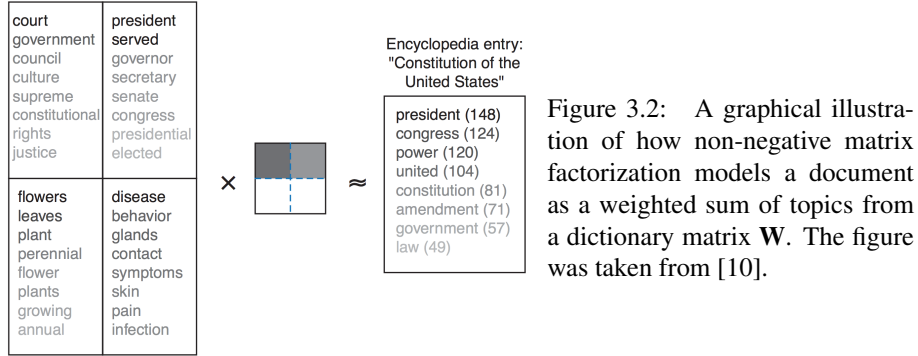 court
government
council
culture
supreme
constitutional
rights
justice
president
served
governor
secretary
senate
congress
presidential
elected
flowers
leaves
plant
perennial
flower
plants
growing
annual
disease
behavior
glands
contact
symptoms
skin
pain
infection
×
≈
Encyclopedia entry:
"Constitution of the
United States"
president (148)
congress (124)
power (120)
united (104)
constitution (81)
amendment (71)
government (57)
law (49)
Figure 3.2: A graphical illustra-
tion of how non-negative matrix
factorization models a document
as a weighted sum of topics from
a dictionary matrix W. The figure
was taken from [10].